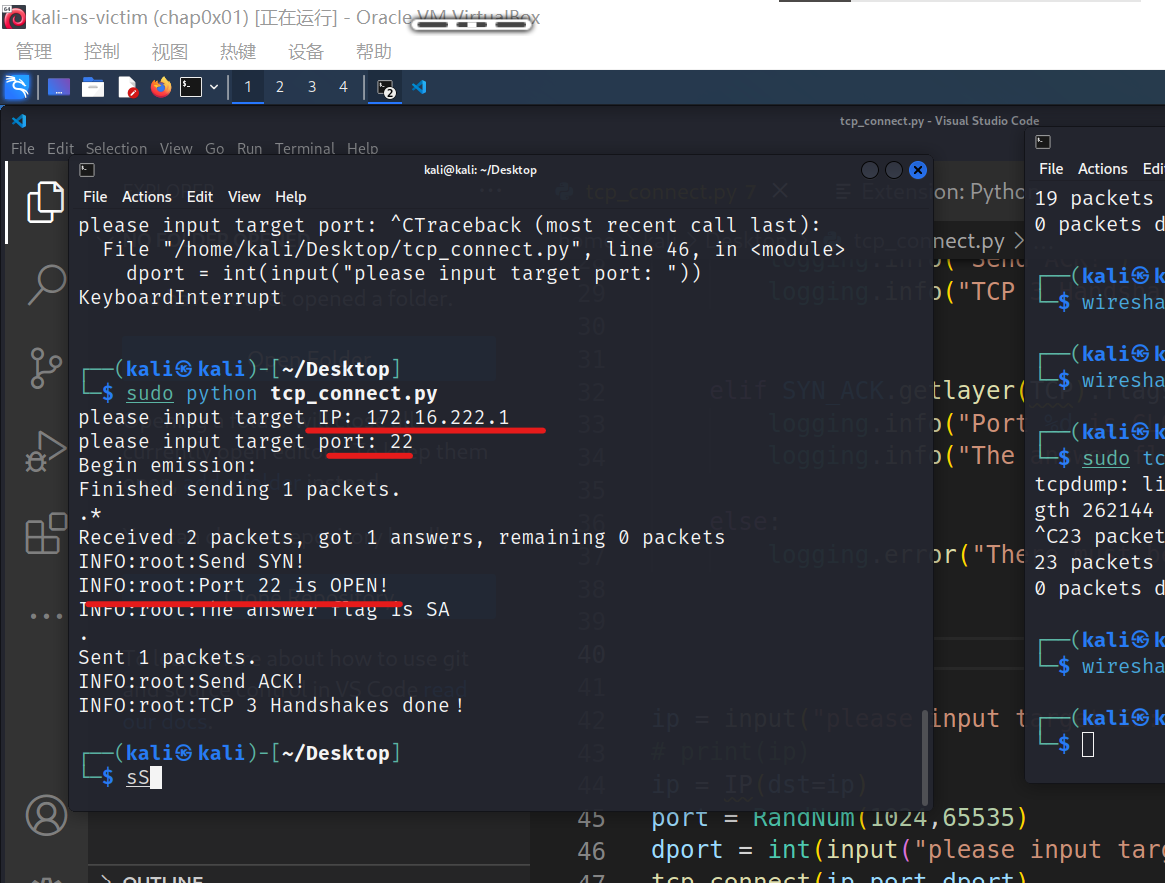 kali-ns-victim (chap0x01) [正在运行] - Oracle VM VirtualBox
管理 控制 视图 热键 设备 帮助
1 2 3 4 2
tcp_connect.py - Visual Studio Code
File Edit Selection View Go Run Terminal Help
kali@kali: ~/Desktop
File Actions Edit View Help
please input target port: ^CTraceback (most recent call last):
File "/home/kali/Desktop/tcp_connect.py", line 46, in <module>
dport = int(input("please input target port: "))
KeyboardInterrupt
┌──(kali㉿kali)-[~/Desktop]
└─$ sudo python tcp_connect.py
please input target IP: 172.16.222.1
please input target port: 22
Begin emission:
Finished sending 1 packets.
.*
Received 2 packets, got 1 answers, remaining 0 packets
INFO:root:Send SYN!
INFO:root:Port 22 is OPEN!
INFO:root:The answer flag is SA
.
Sent 1 packets.
INFO:root:Send ACK!
INFO:root:TCP 3 Handshakes done！
┌──(kali㉿kali)-[~/Desktop]
└─$ sS
tcp_connect.py ?
Extension: Pytho
onnect.py >
29 logging.info("TCP
30
31
32 elif SYN_ACK.getlayer(
33 logging.info("Port
34 logging.info("The
35
36 else:
37 logging.error("The
38
39
40
41
42 ip = input("please input tar
43 # print(ip)
44 ip = IP(dst=ip)
45 port = RandNum(1024,65535)
46 dport = int(input("please input targ
47 tcp_connect(ip,port,dport)
OUTLINE
File Actions Edi
19 packets
0 packets d
┌──(kali㉿k
└─$ wiresha
┌──(kali㉿k
└─$ wiresha
┌──(kali㉿k
└─$ sudo tc
tcpdump: li
gth 262144
^C23 packet
23 packets
0 packets d
┌──(kali㉿k
└─$ wiresha
┌──(kali㉿k
└─$